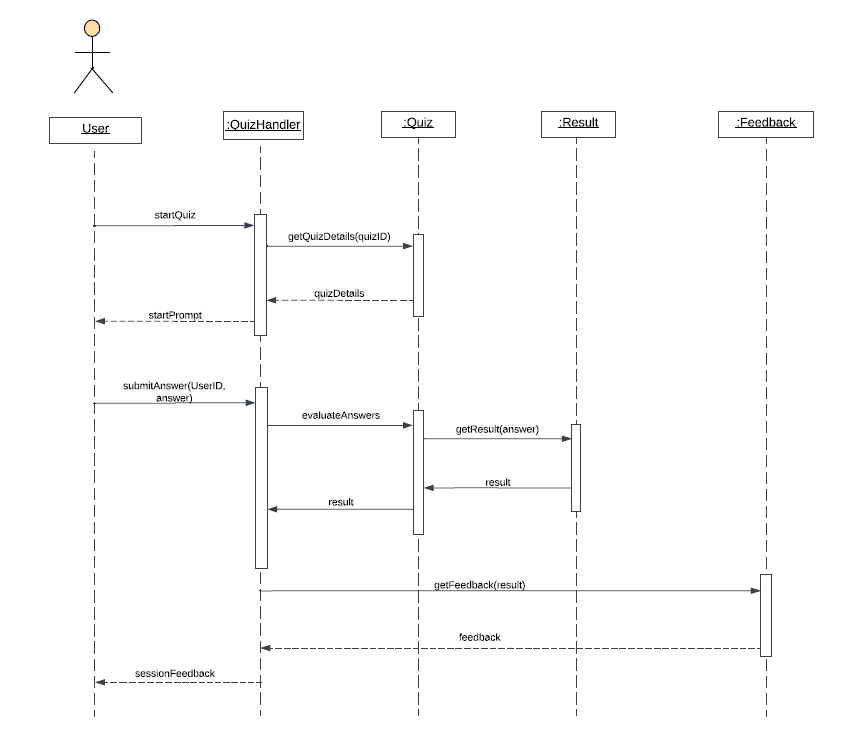 User
:QuizHandler
:Quiz
:Result
:Feedback
startQuiz
getQuizDetails(quizID)
quizDetails
startPrompt
submitAnswer(UserID,
answer)
evaluateAnswers
getResult(answer)
result
result
getFeedback(result)
feedback
sessionFeedback